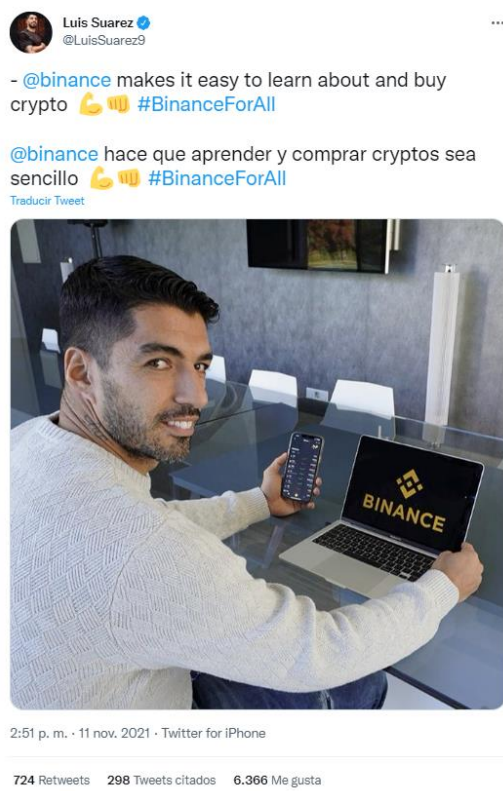 Luis Suarez
@LuisSuarez9
- @binance makes it easy to learn about and buy
crypto 💪👊 #BinanceForAll
@binance hace que aprender y comprar cryptos sea
sencillo 💪👊 #BinanceForAll
Traducir Tweet
BINANCE
2:51 p. m. · 11 nov. 2021 · Twitter for iPhone
724 Retweets 298 Tweets citados 6.366 Me gusta